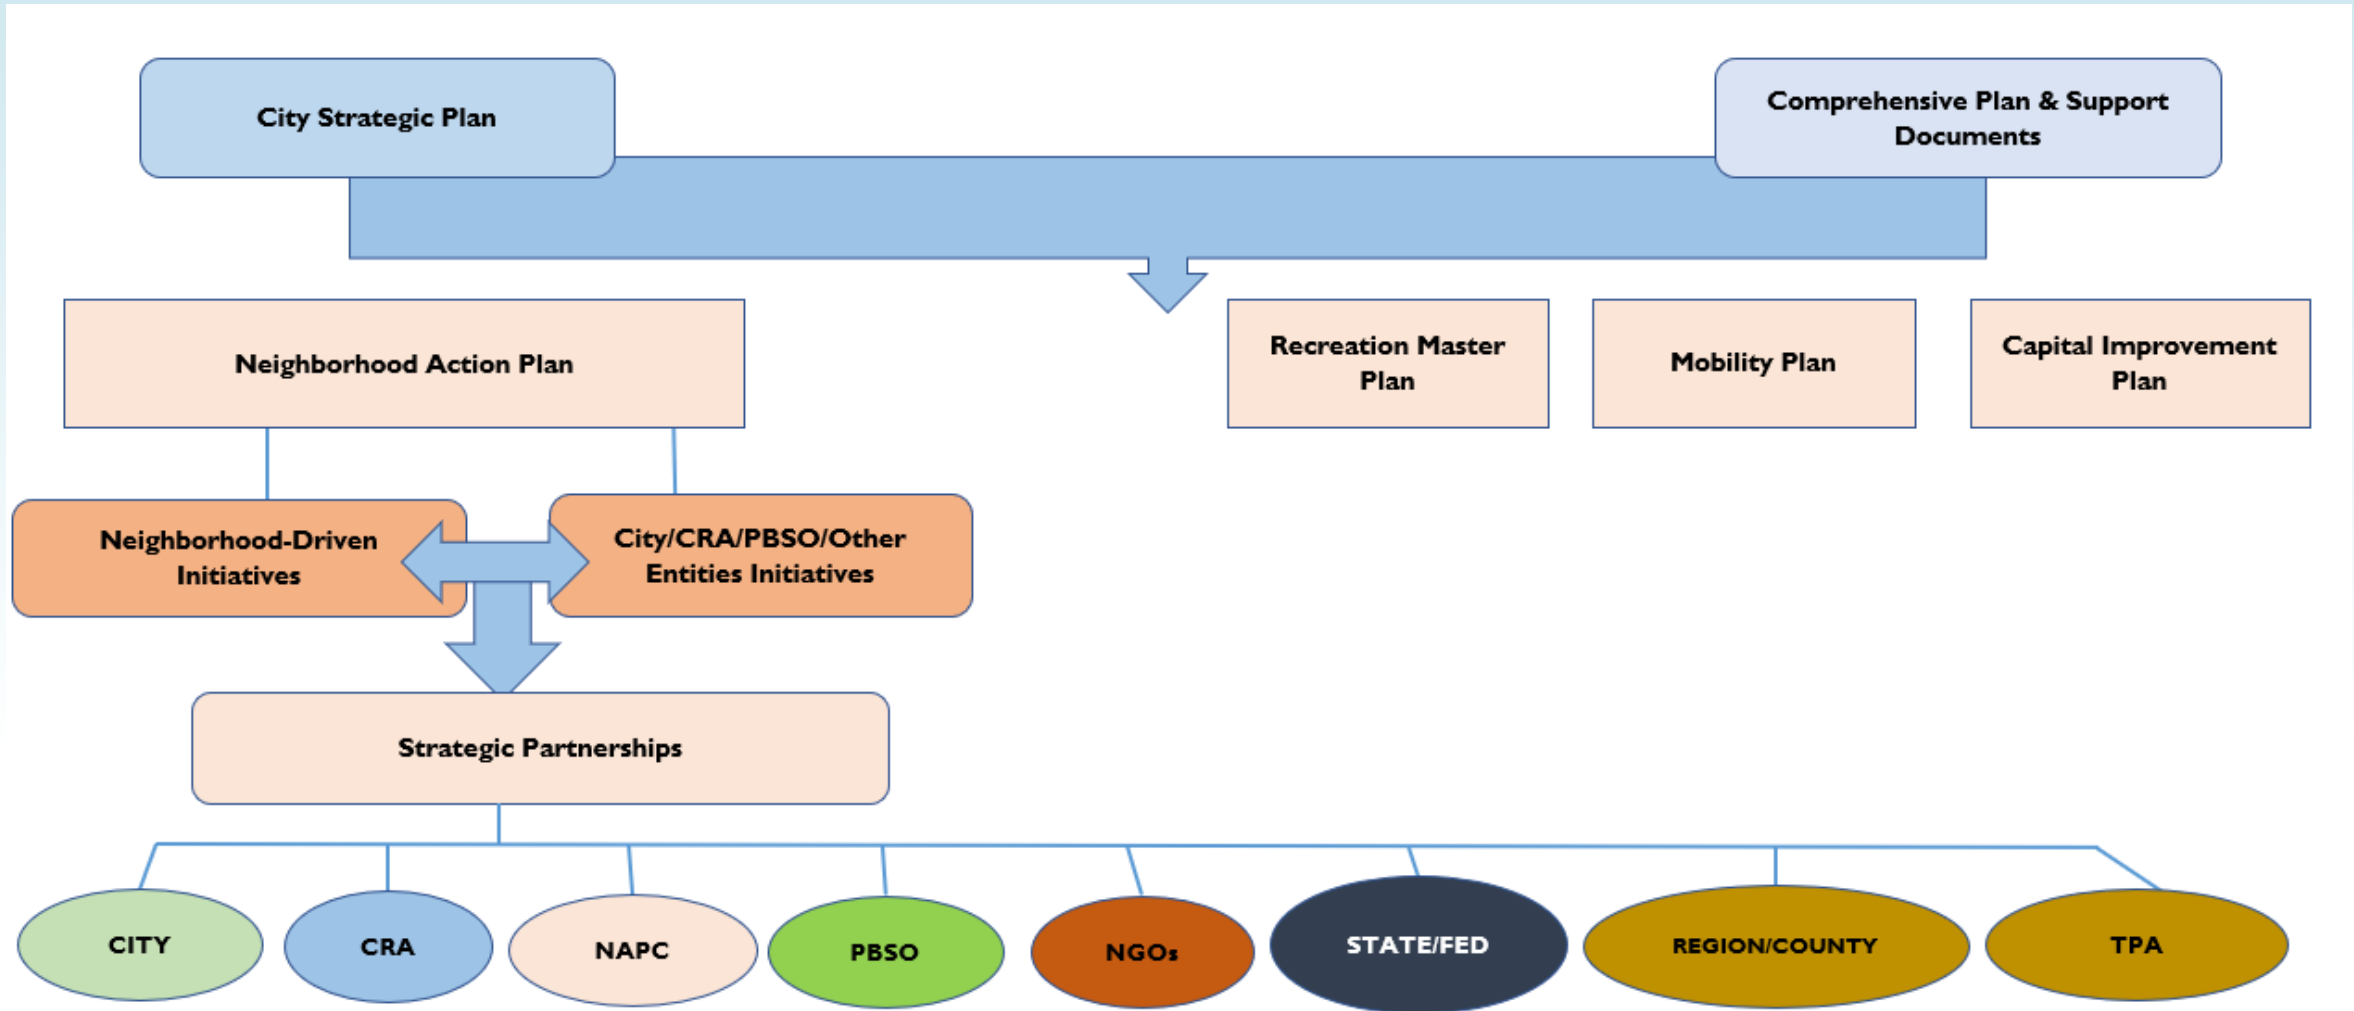 City Strategic Plan
Comprehensive Plan & Support
Documents
Neighborhood Action Plan
Recreation Master
Plan
Mobility Plan
Capital Improvement
Plan
Neighborhood-Driven
Initiatives
City/CRA/PBSO/Other
Entities Initiatives
Strategic Partnerships
CITY
CRA
NAPC
PBSO
NGOs
STATE/FED
REGION/COUNTY
TPA